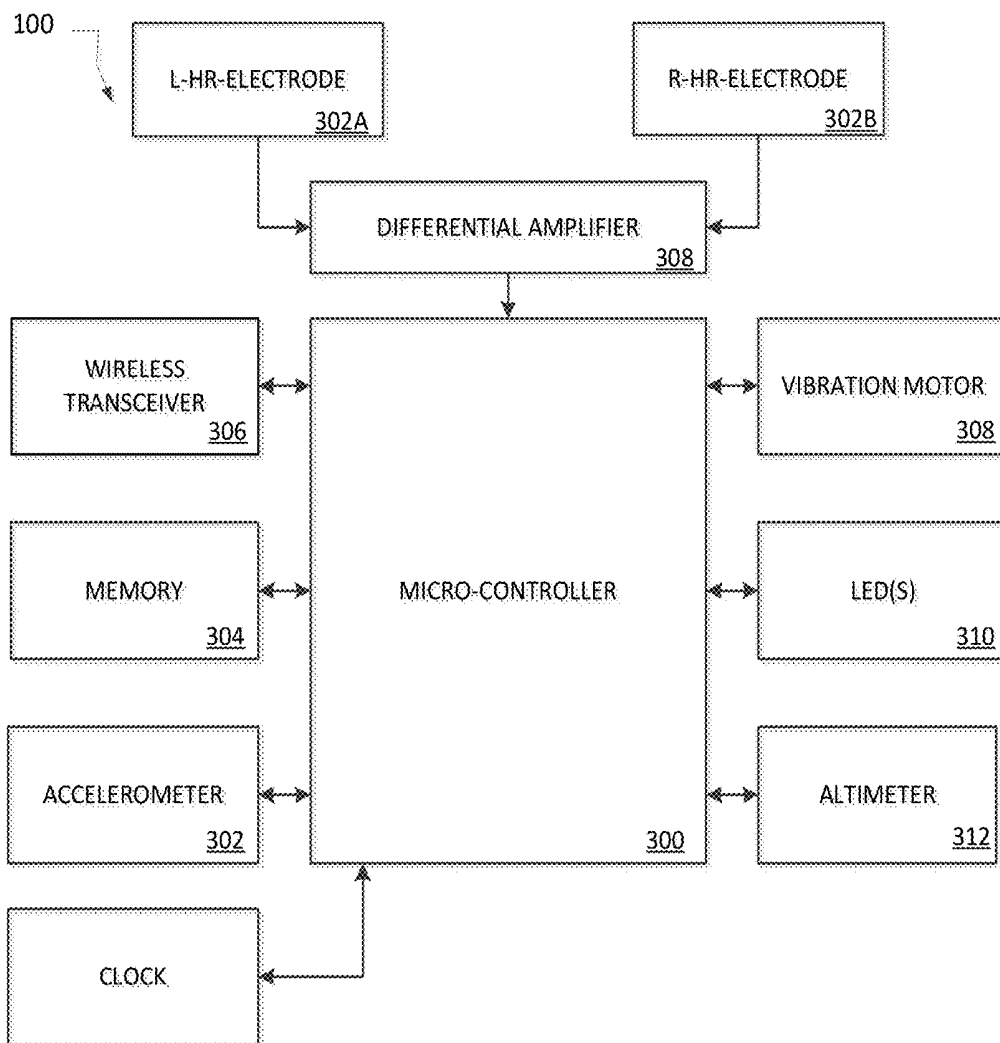 100
L-HR-ELECTRODE
302A
R-HR-ELECTRODE
302B
DIFFERENTIAL AMPLIFIER
308
WIRELESS
TRANSCEIVER
306
MICRO-CONTROLLER
300
VIBRATION MOTOR
308
MEMORY
304
LED(S)
310
ACCELEROMETER
302
ALTIMETER
312
CLOCK